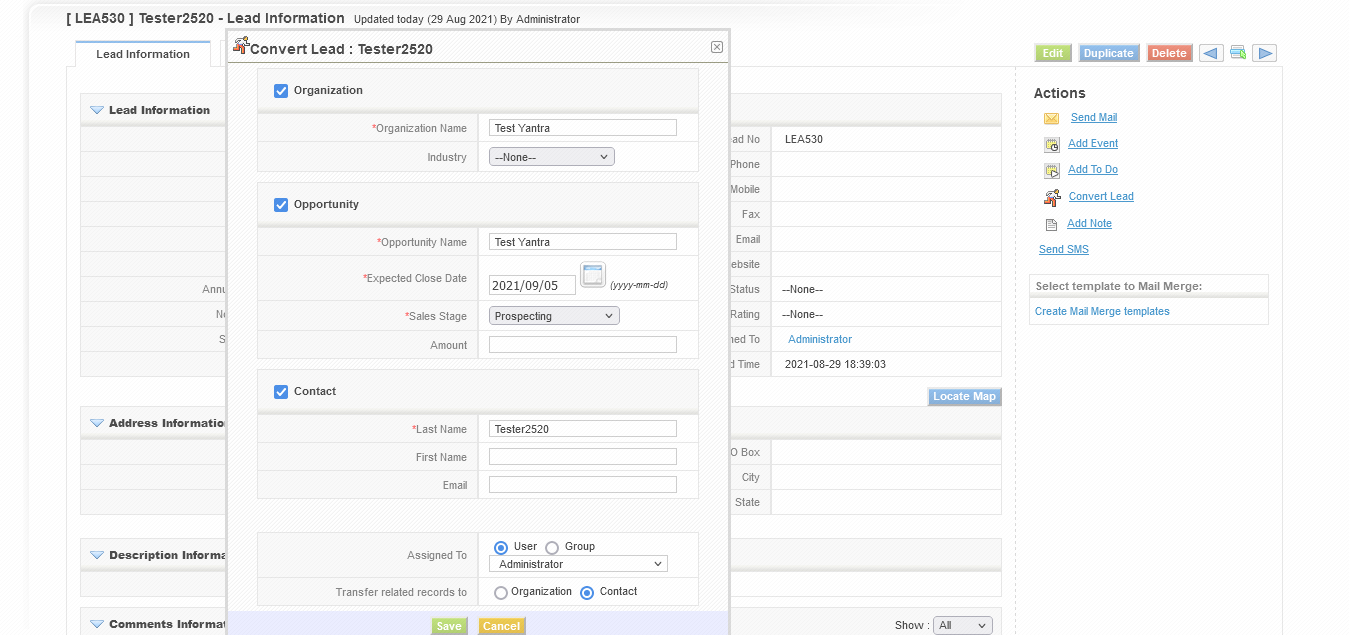 [ LEA530 ] Tester2520 - Lead Information Updated today (29 Aug 2021) By Administrator
Lead Information
Convert Lead : Tester2520
Edit Duplicate Delete
Organization
*Organization Name Test Yantra
Industry --None--
Opportunity
*Opportunity Name Test Yantra
*Expected Close Date 2021/09/05 (yyyy-mm-dd)
*Sales Stage Prospecting
Amount
Contact
*Last Name Tester2520
First Name
Email
Assigned To User Group
Administrator
Transfer related records to Organization Contact
Save Cancel
Lead Information
ad No LEA530
Phone
Mobile
Fax
Email
ebsite
Annu
Status --None--
Rating --None--
ned To Administrator
d Time 2021-08-29 18:39:03
Locate Map
Address Informatio
O Box
City
State
Description Informa
Comments Informat
Show : All
Actions
Send Mail
Add Event
Add To Do
Convert Lead
Add Note
Send SMS
Select template to Mail Merge:
Create Mail Merge templates